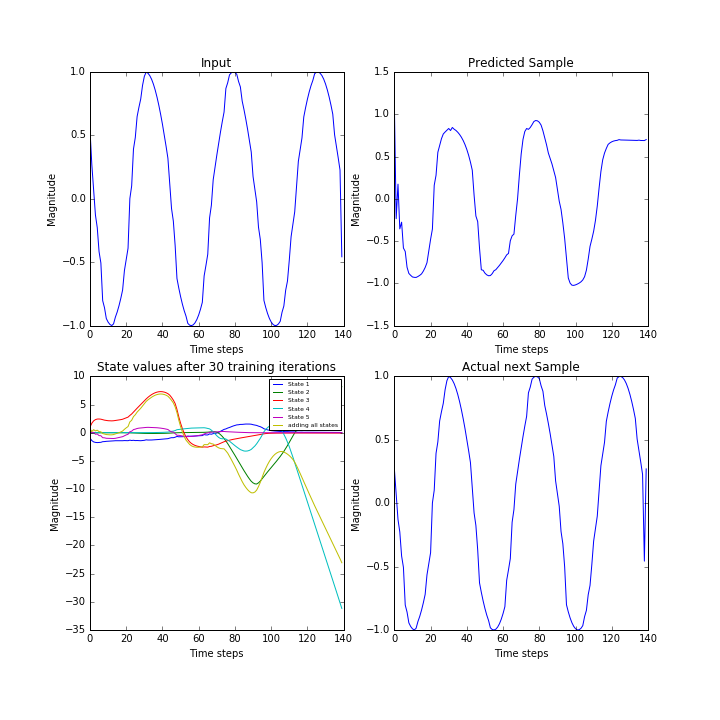 Input
Magnitude
1.0
0.5
0.0
−0.5
−1.0
0 20 40 60 80 100 120 140
Time steps
Predicted Sample
Magnitude
1.5
1.0
0.5
0.0
−0.5
−1.0
−1.5
0 20 40 60 80 100 120 140
Time steps
State values after 30 training iterations
Magnitude
10
5
0
−5
−10
−15
−20
−25
−30
−35
0 20 40 60 80 100 120 140
Time steps
State 1
State 2
State 3
State 4
State 5
adding all states
Actual next Sample
Magnitude
1.0
0.5
0.0
−0.5
−1.0
0 20 40 60 80 100 120 140
Time steps